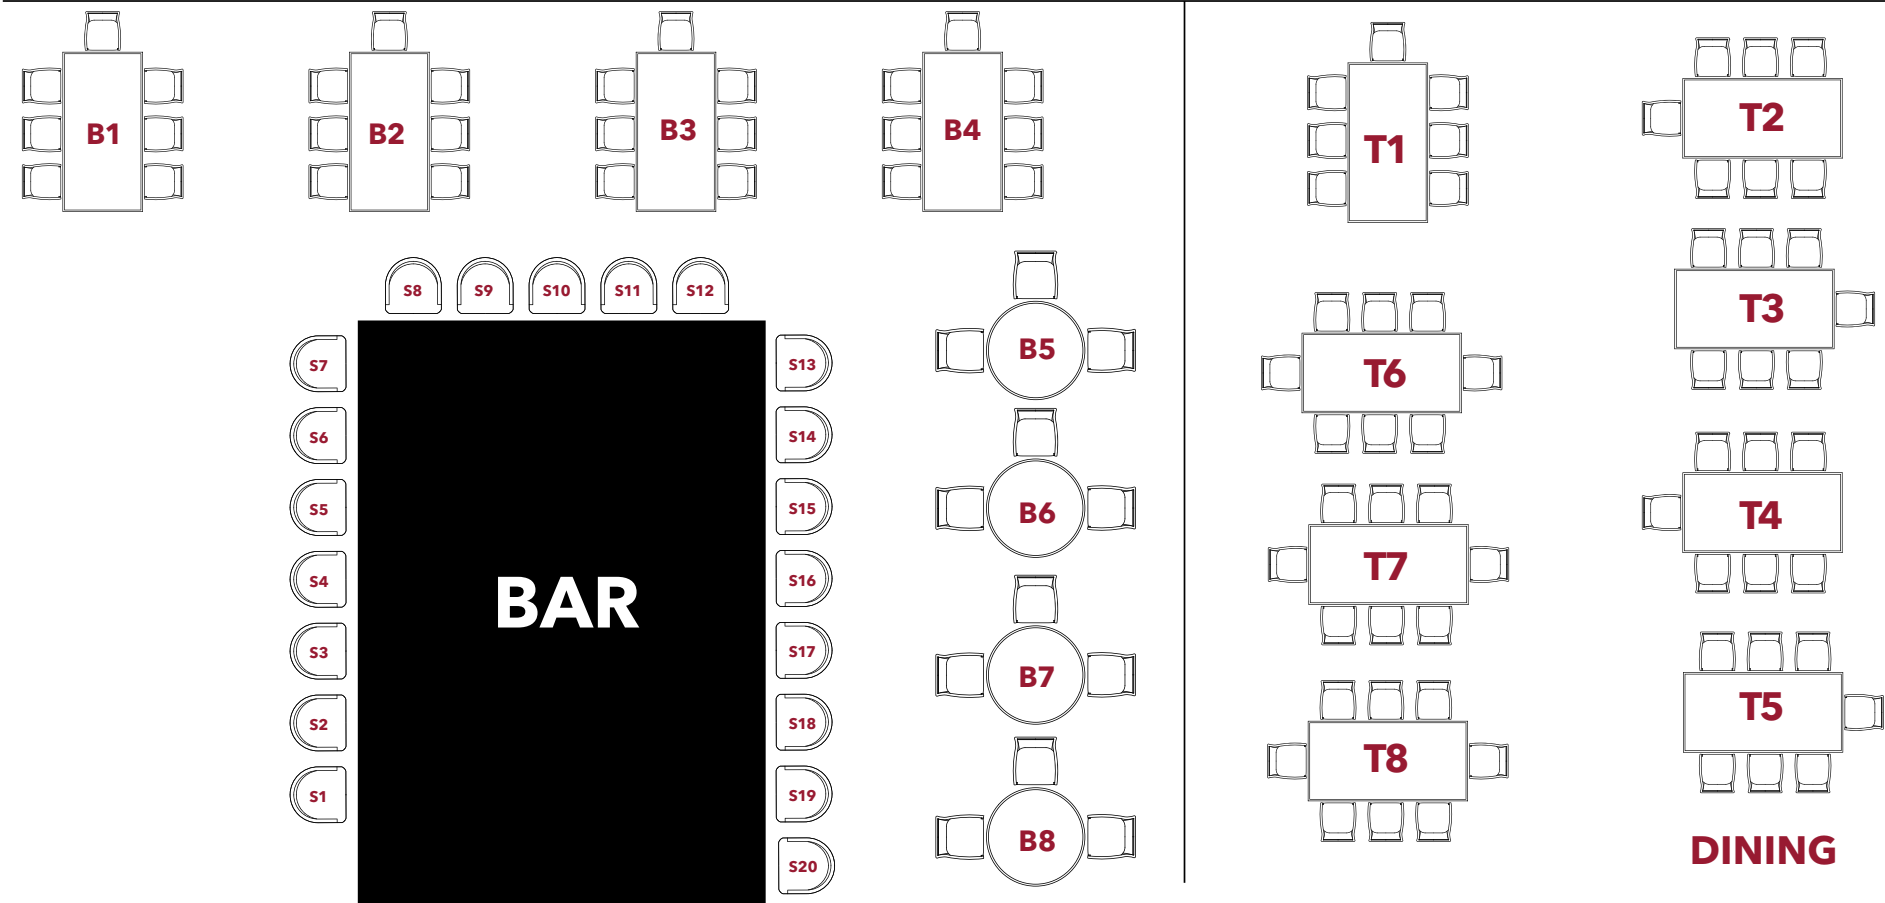 B1
B2
B3
B4
T1
T2
S8
S9
S10
S11
S12
S7
S6
S5
S4
S3
S2
S1
BAR
S13
S14
S15
S16
S17
S18
S19
S20
B5
B6
B7
B8
T6
T7
T8
T3
T4
T5
DINING